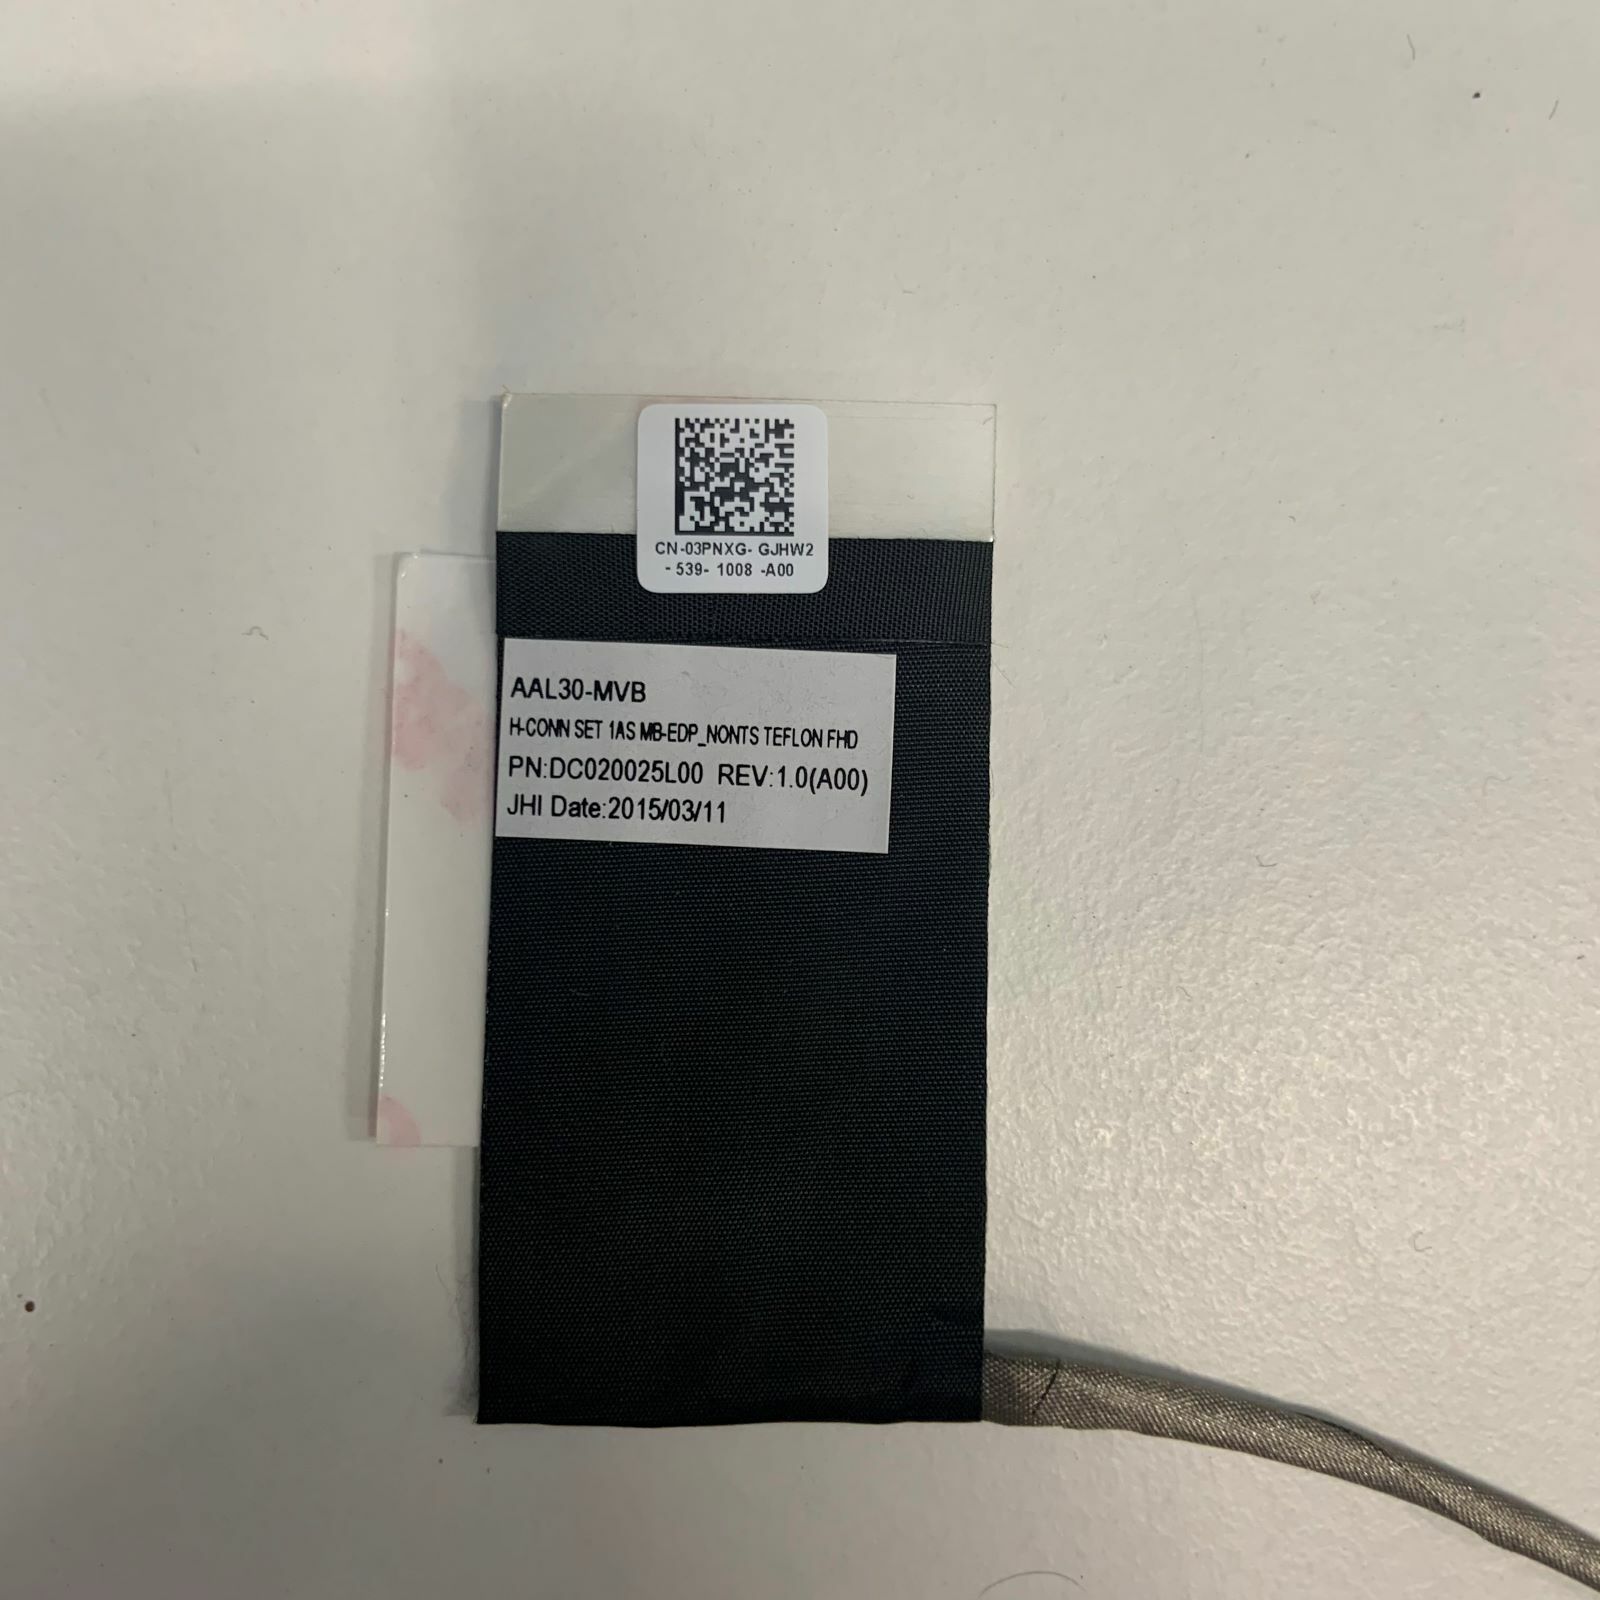 CN-03PNXG- GJHW2
- 539- 1008 -A00
AAL30-MVB
H-CONN SET 1AS MB-EDP_NONTS TEFLON FHD
PN:DC020025L00 REV:1.0(A00)
JHI Date:2015/03/11